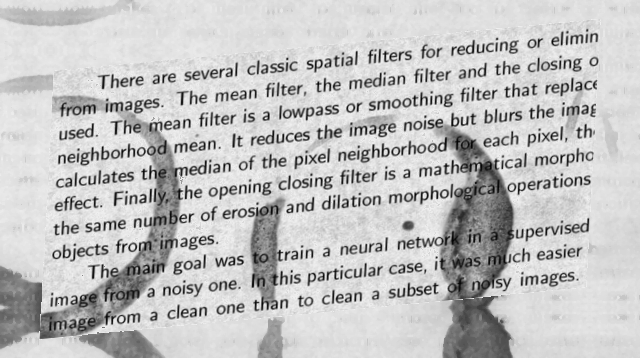 There are several classic spatial filters for reducing or elimin
from images. The mean filter, the median filter and the closing o
used. The mean filter is a lowpass or smoothing filter that replace
neighborhood mean. It reduces the image noise but blurs the imag
calculates the median of the pixel neighborhood for each pixel, th
effect. Finally, the opening closing filter is a mathematical morpho
the same number of erosion and dilation morphological operations
objects from images.
The main goal was to train a neural network in a supervised
image from a noisy one. In this particular case, it was much easier
image from a clean one than to clean a subset of noisy images.